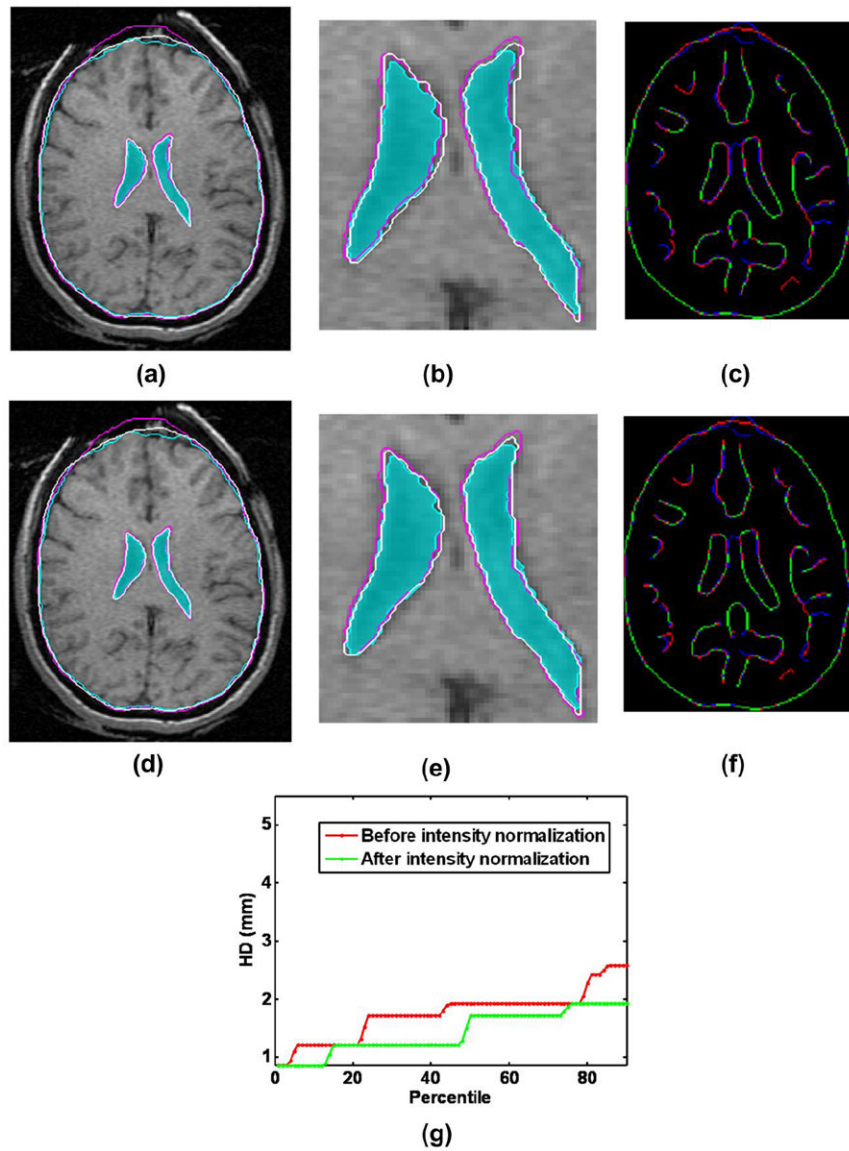 (a) (b) (c)
(d) (e) (f)
5
4
3
2
1
HD (mm)
Before intensity normalization
After intensity normalization
0 20 40 60 80
Percentile
(g)